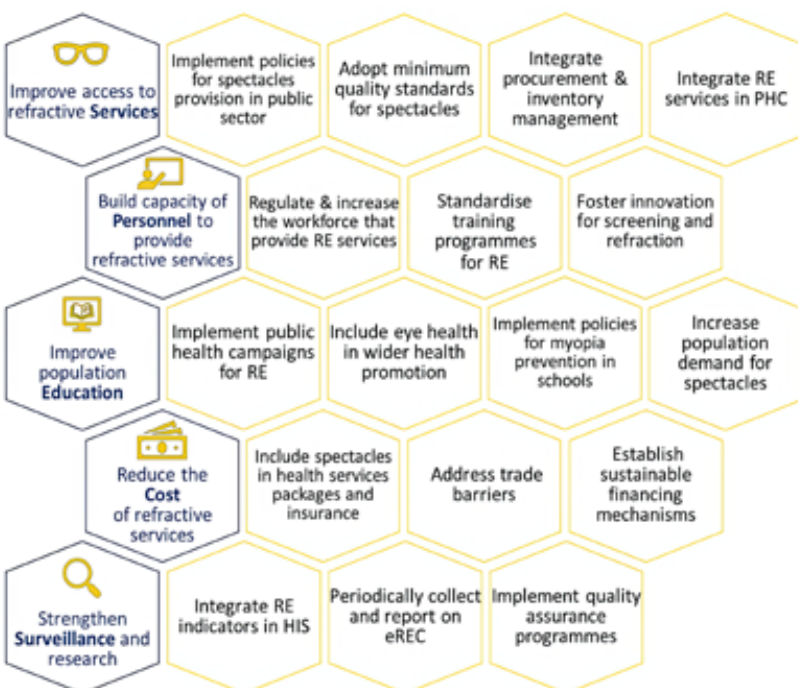 Improve access to
refractive Services
Implement policies
for spectacles
provision in public
sector
Adopt minimum
quality standards
for spectacles
Integrate
procurement &
inventory
management
Integrate RE
services in PHC
Build capacity of
Personnel to
provide
refractive services
Regulate & increase
the workforce that
provide RE services
Standardise
training
programmes
for RE
Foster innovation
for screening and
refraction
Improve
population
Education
Implement public
health campaigns
for RE
Include eye health
in wider health
promotion
Implement policies
for myopia
prevention in
schools
Increase
population
demand for
spectacles
Reduce the
Cost
of refractive
services
Include spectacles
in health services
packages and
insurance
Address trade
barriers
Establish
sustainable
financing
mechanisms
Strengthen
Surveillance and
research
Integrate RE
indicators in HIS
Periodically collect
and report on
eREC
Implement quality
assurance
programmes